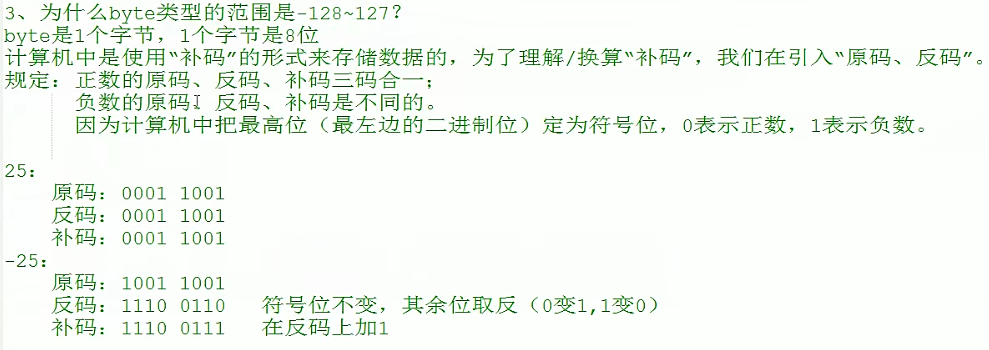 3、为什么byte类型的范围是-128~127？
byte是1个字节，1个字节是8位
计算机中是使用“补码”的形式来存储数据的，为了理解/换算“补码”，我们在引入“原码、反码”。
规定：正数的原码、反码、补码三码合一；
负数的原码 反码、补码是不同的。
因为计算机中把最高位（最左边的二进制位）定为符号位，0表示正数，1表示负数。
25：
原码：0001 1001
反码：0001 1001
补码：0001 1001
-25：
原码：1001 1001
反码：1110 0110 符号位不变，其余位取反（0变1,1变0）
补码：1110 0111 在反码上加1